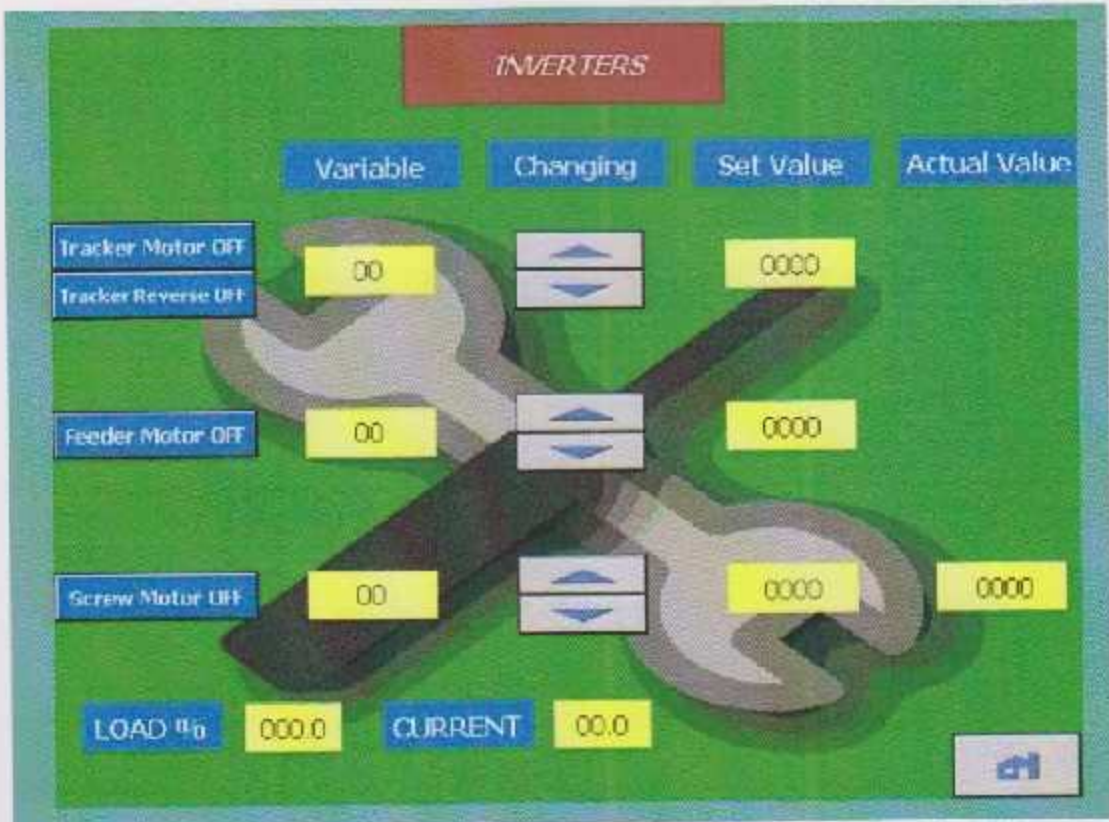 INVERTERS
Variable Changing Set Value Actual Value
Tracker Motor OFF
00 0000
Tracker Reverse OFF
Feeder Motor OFF 00 0000
Screw Motor OFF 00 0000 0000
LOAD % 000.0 CURRENT 00.0